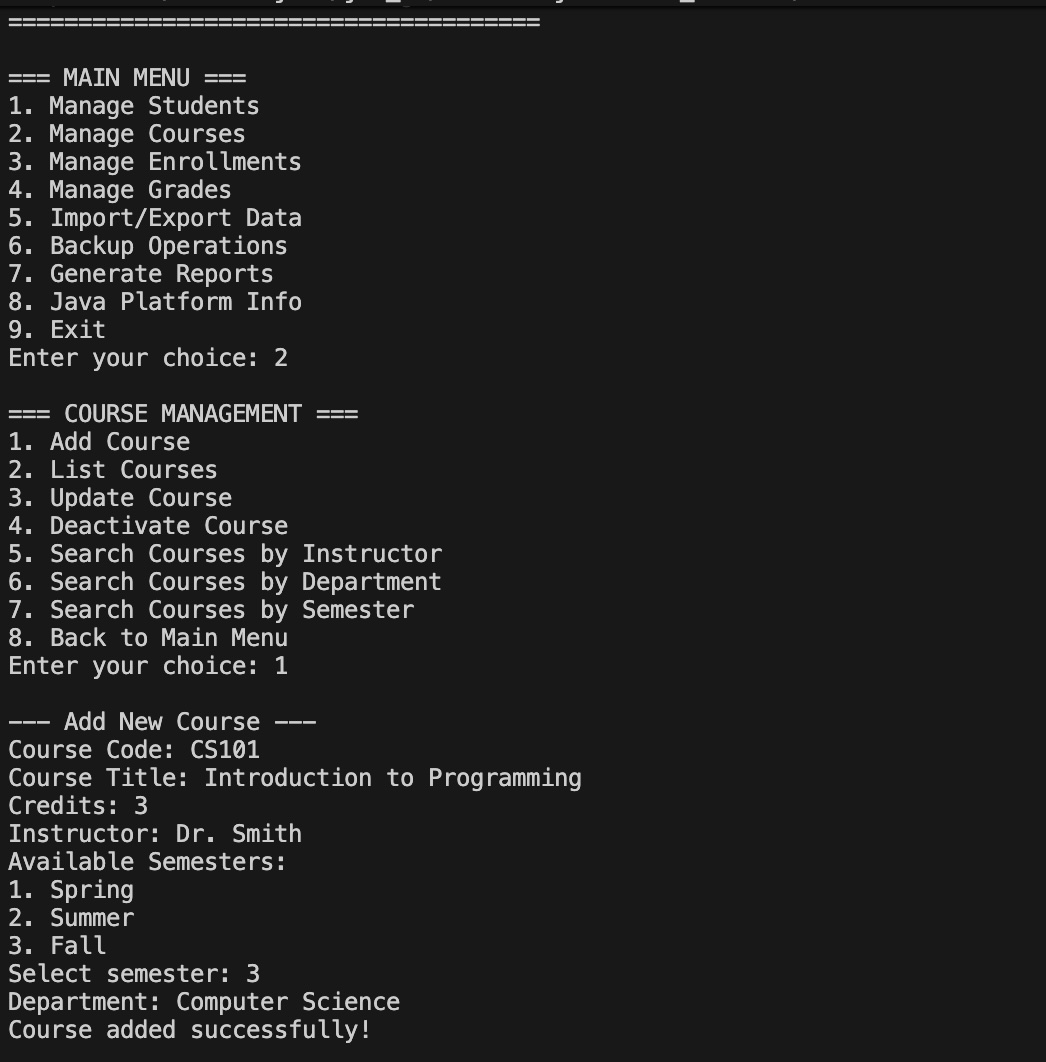 ======================================
=== MAIN MENU ===
1. Manage Students
2. Manage Courses
3. Manage Enrollments
4. Manage Grades
5. Import/Export Data
6. Backup Operations
7. Generate Reports
8. Java Platform Info
9. Exit
Enter your choice: 2
=== COURSE MANAGEMENT ===
1. Add Course
2. List Courses
3. Update Course
4. Deactivate Course
5. Search Courses by Instructor
6. Search Courses by Department
7. Search Courses by Semester
8. Back to Main Menu
Enter your choice: 1
--- Add New Course ---
Course Code: CS101
Course Title: Introduction to Programming
Credits: 3
Instructor: Dr. Smith
Available Semesters:
1. Spring
2. Summer
3. Fall
Select semester: 3
Department: Computer Science
Course added successfully!